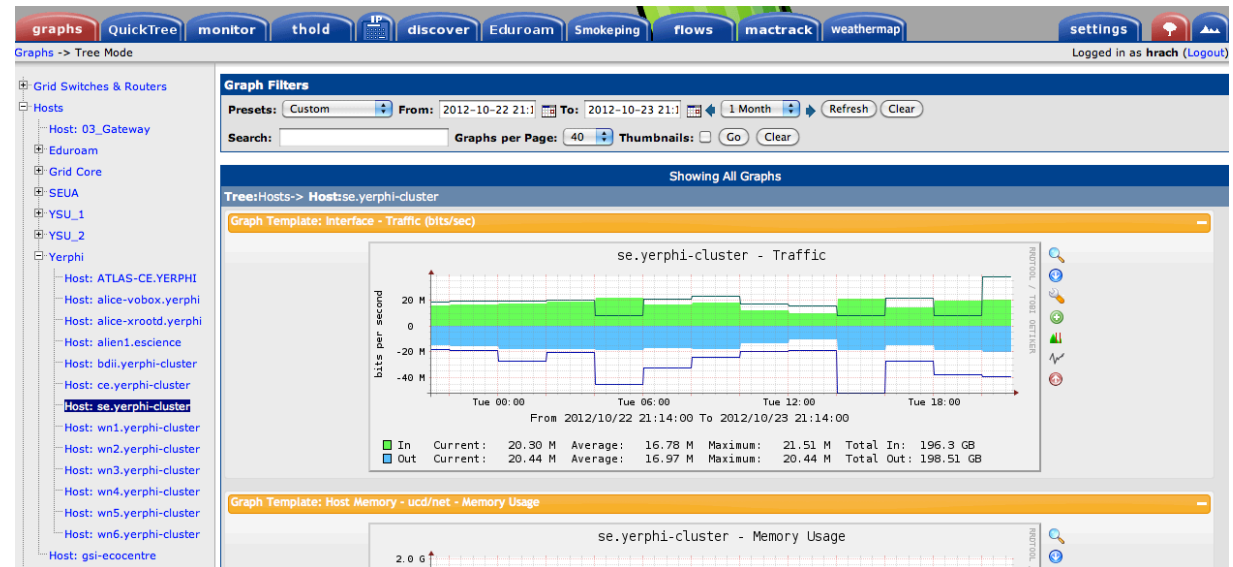 graphs QuickTree monitor thold IP discover Eduroam Smokeping flows mactrack weathermap settings
Graphs -> Tree Mode Logged in as hrach (Logout)
Grid Switches & Routers
Hosts
Host: 03_Gateway
Eduroam
Grid Core
SEUA
YSU_1
YSU_2
Yerphi
Host: ATLAS-CE.YERPHI
Host: alice-vobox.yerphi
Host: alice-xrootd.yerphi
Host: alien1.escience
Host: bdii.yerphi-cluster
Host: ce.yerphi-cluster
Host: se.yerphi-cluster
Host: wn1.yerphi-cluster
Host: wn2.yerphi-cluster
Host: wn3.yerphi-cluster
Host: wn4.yerphi-cluster
Host: wn5.yerphi-cluster
Host: wn6.yerphi-cluster
Host: gsi-ecocentre
Graph Filters
Presets: Custom From: 2012-10-22 21:1 To: 2012-10-23 21:1 1 Month Refresh Clear
Search: Graphs per Page: 40 Thumbnails: Go Clear
Showing All Graphs
Tree:Hosts-> Host:se.yerphi-cluster
Graph Template: Interface - Traffic (bits/sec)
se.yerphi-cluster - Traffic
RRDTOOL / TOBI OETIKER
bits per second
20 M
0
-20 M
-40 M
Tue 00:00 Tue 06:00 Tue 12:00 Tue 18:00
From 2012/10/22 21:14:00 To 2012/10/23 21:14:00
In Current: 20.30 M Average: 16.78 M Maximum: 21.51 M Total In: 196.3 GB
Out Current: 20.44 M Average: 16.97 M Maximum: 20.44 M Total Out: 198.51 GB
Graph Template: Host Memory - ucd/net - Memory Usage
se.yerphi-cluster - Memory Usage
RRDTOOL
2.0 G